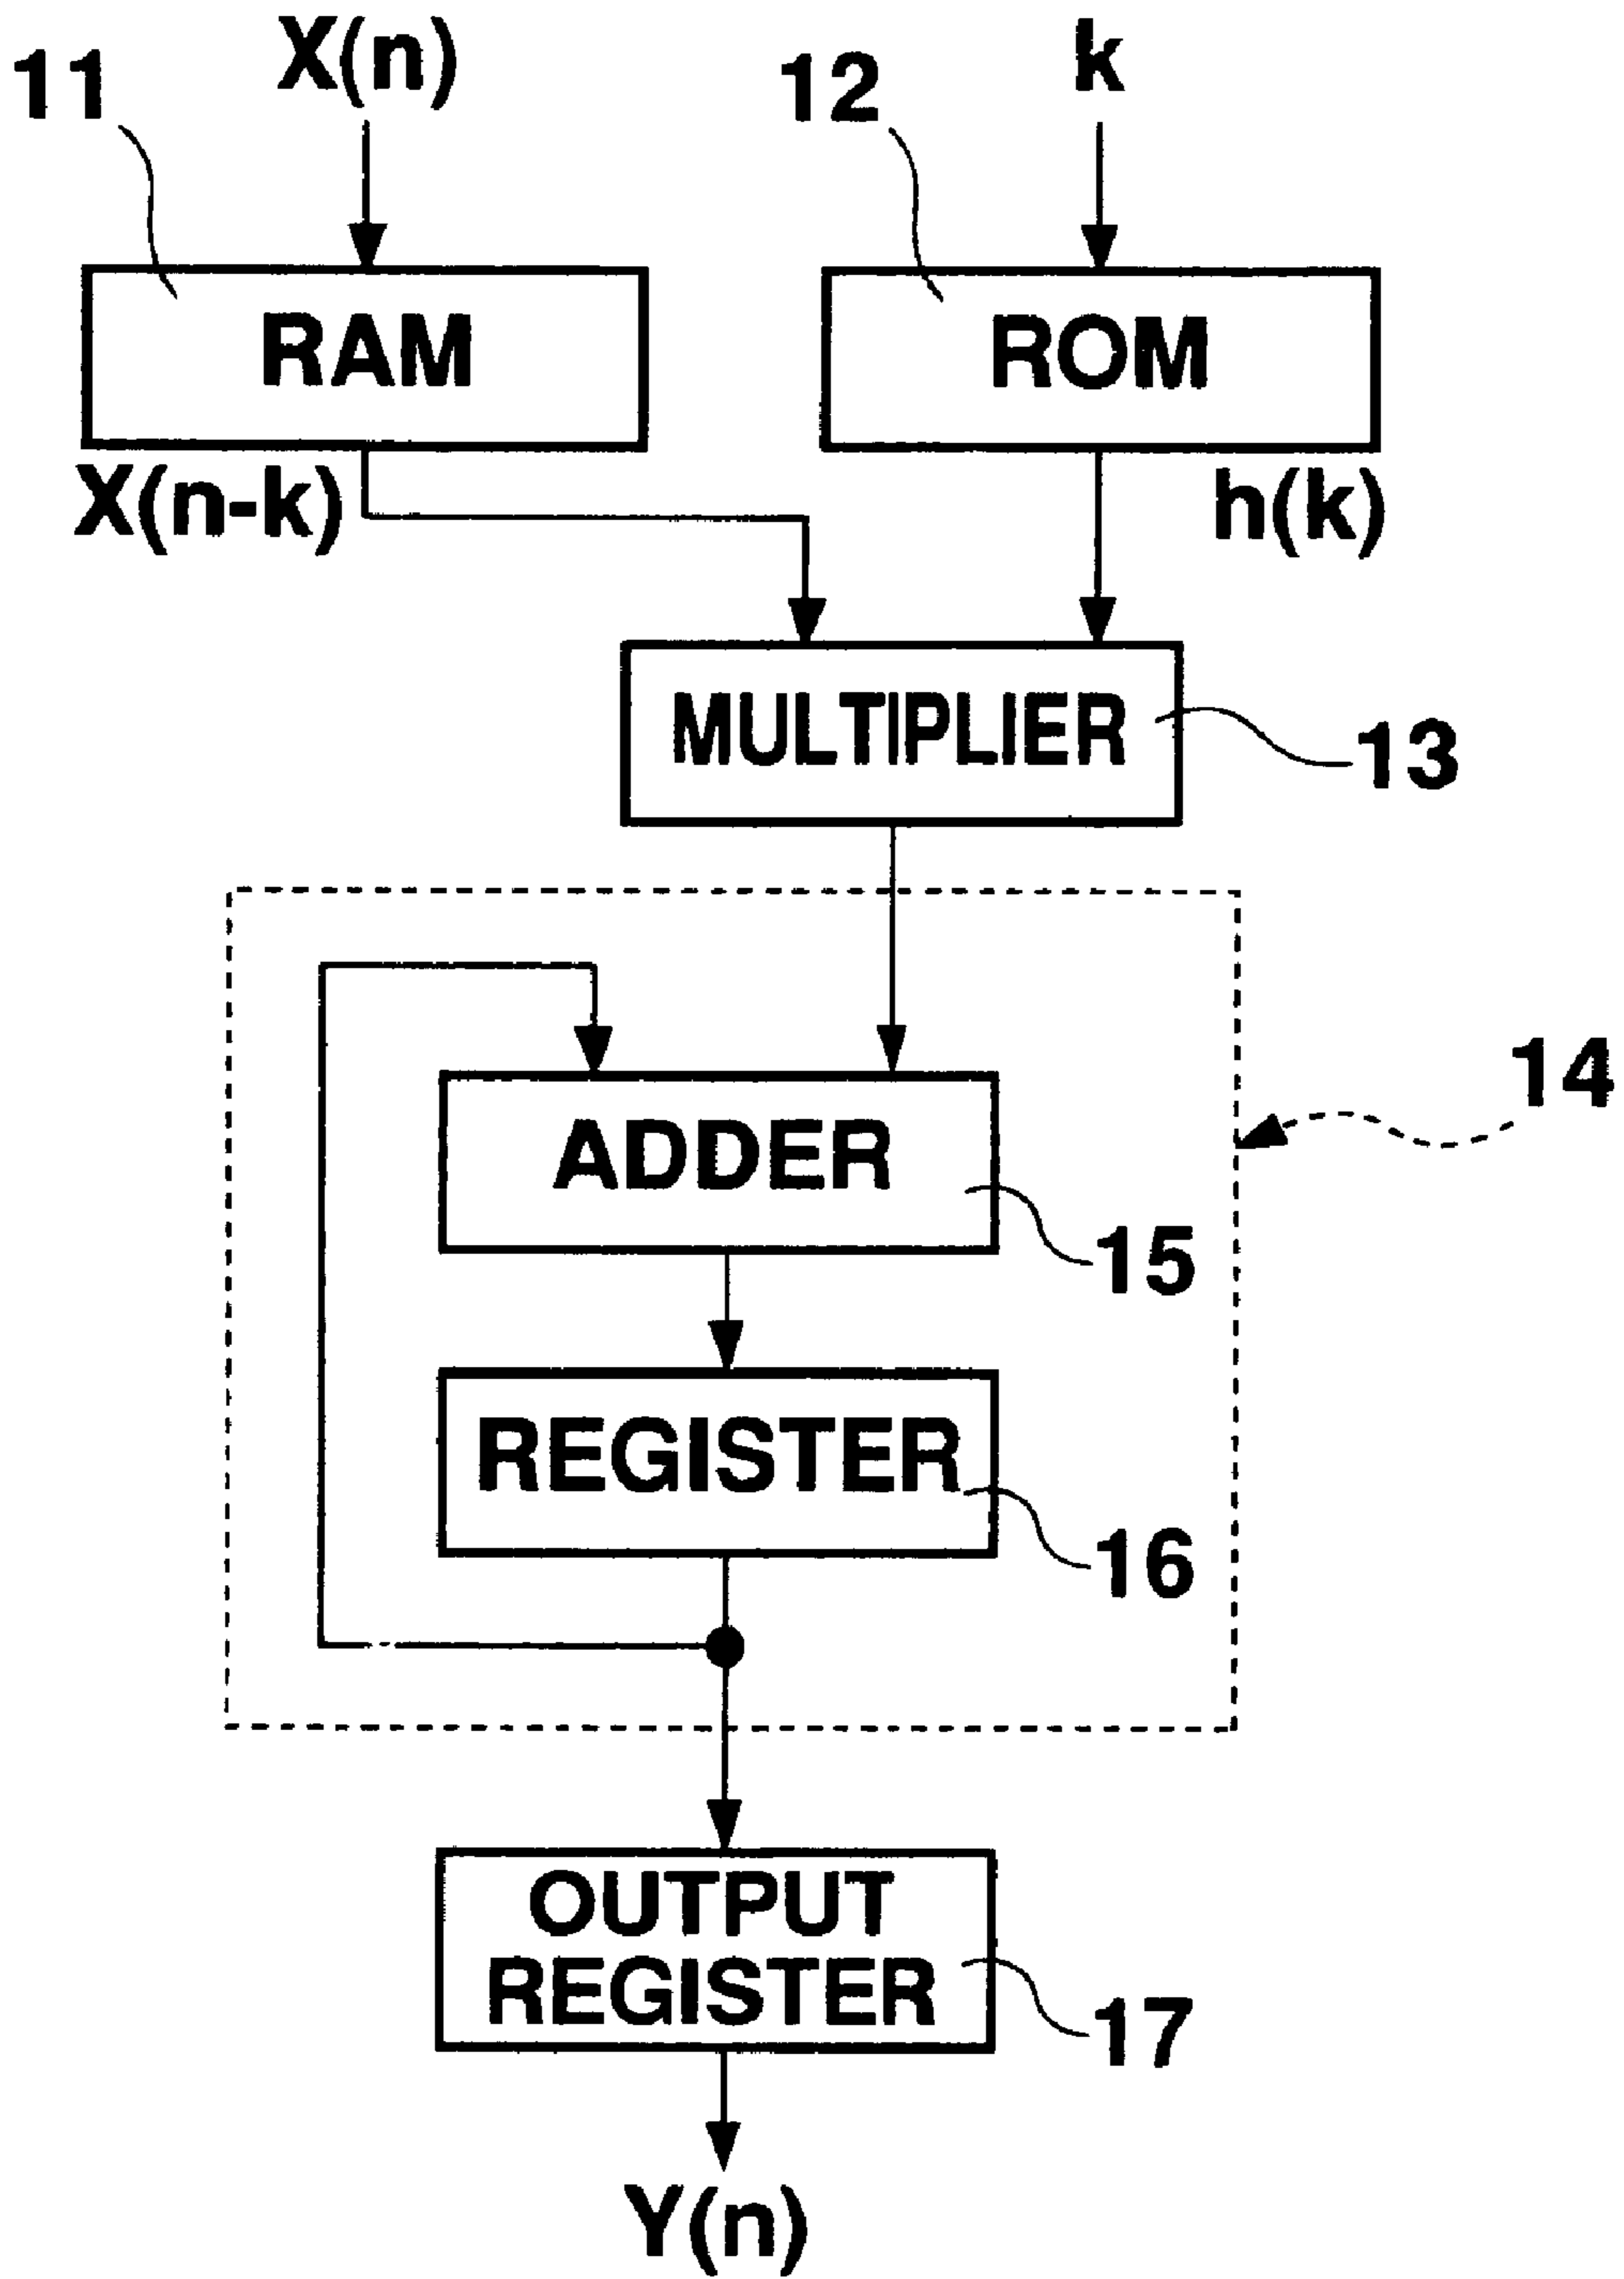 X(n)
k
11
12
RAM
ROM
X(n-k)
h(k)
MULTIPLIER
13
14
ADDER
15
REGISTER
16
OUTPUT
REGISTER
17
Y(n)